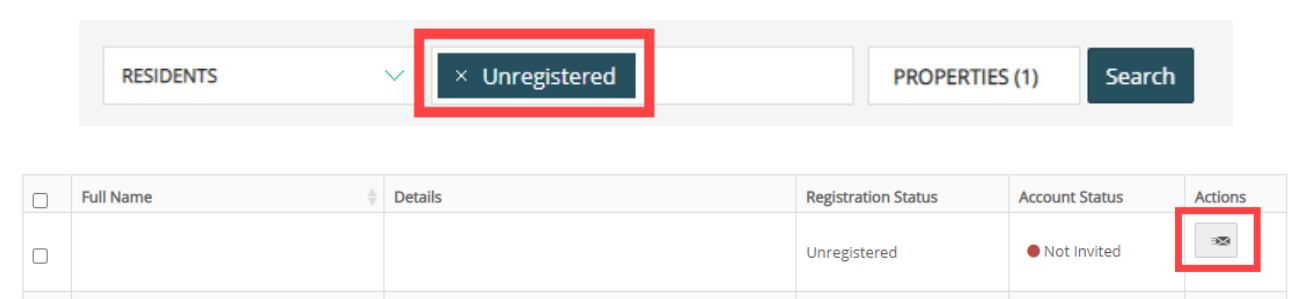 RESIDENTS × Unregistered PROPERTIES (1) Search
Full Name Details Registration Status Account Status Actions
Unregistered Not Invited